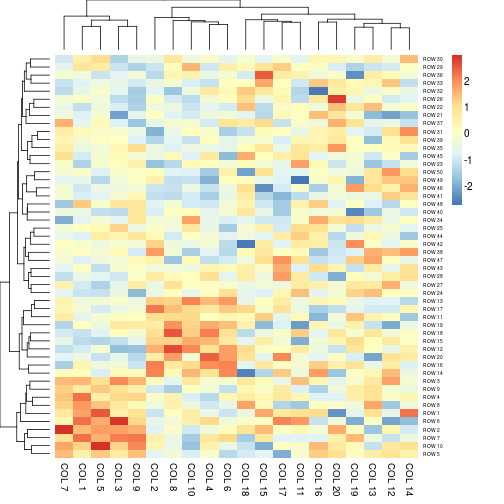 ROW 30
ROW 29
ROW 36
ROW 33
ROW 32
ROW 26
ROW 22
ROW 21
ROW 37
ROW 31
ROW 39
ROW 35
ROW 45
ROW 23
ROW 50
ROW 49
ROW 46
ROW 41
ROW 48
ROW 40
ROW 34
ROW 25
ROW 44
ROW 42
ROW 38
ROW 47
ROW 43
ROW 28
ROW 27
ROW 24
ROW 13
ROW 17
ROW 11
ROW 19
ROW 18
ROW 15
ROW 12
ROW 20
ROW 16
ROW 14
ROW 3
ROW 9
ROW 4
ROW 8
ROW 1
ROW 6
ROW 2
ROW 7
ROW 10
ROW 5
2
1
0
-1
-2
COL 7
COL 1
COL 5
COL 3
COL 9
COL 2
COL 8
COL 10
COL 4
COL 6
COL 18
COL 15
COL 17
COL 11
COL 16
COL 20
COL 19
COL 13
COL 12
COL 14